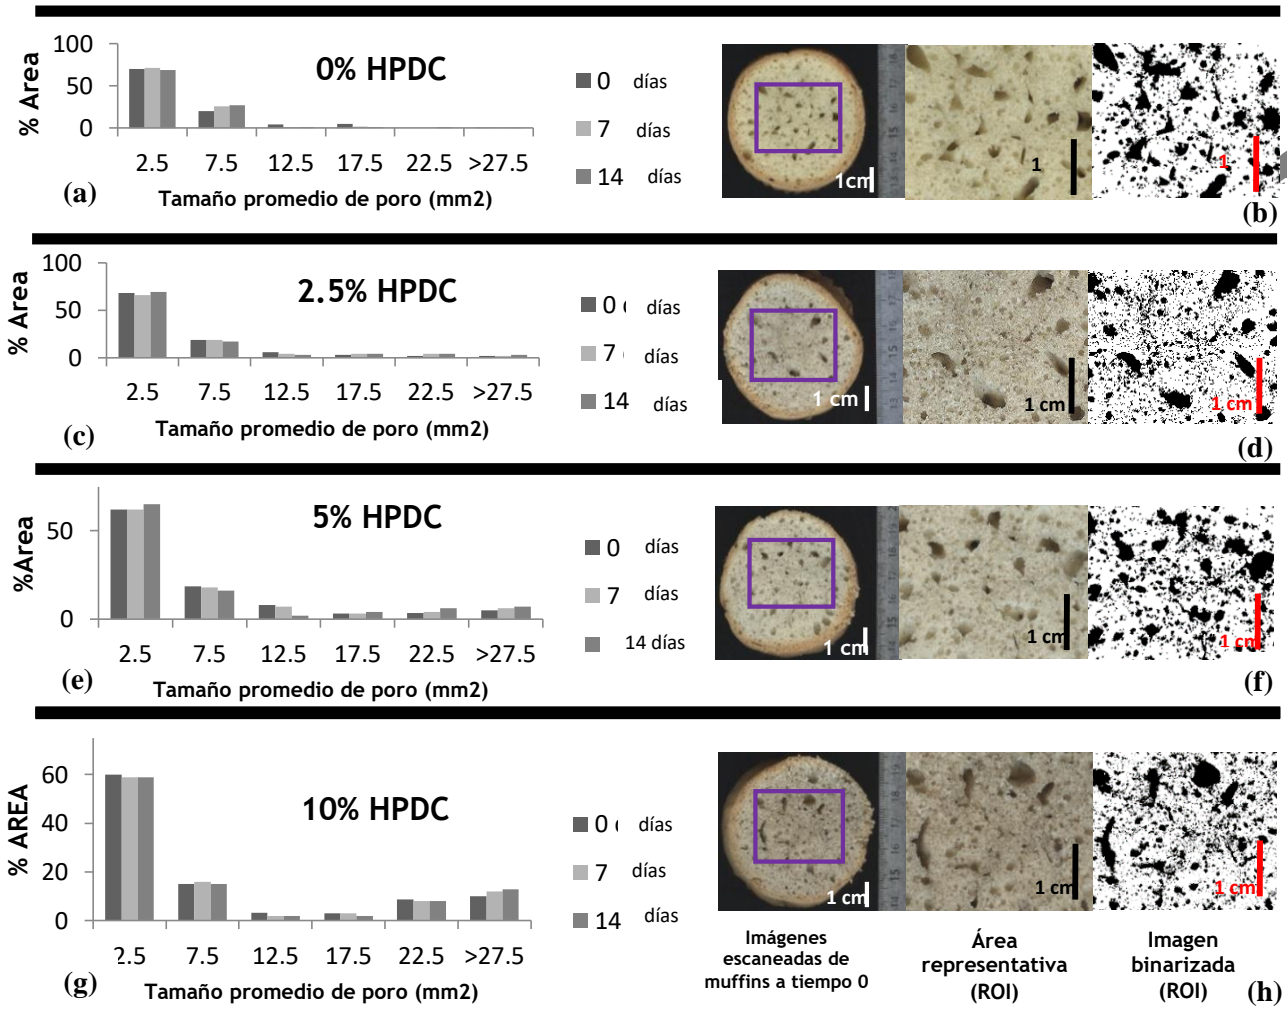 % Area
100
50
0
0% HPDC
2.5 7.5 12.5 17.5 22.5 >27.5
Tamaño promedio de poro (mm2)
(a)
0 días
7 días
14 días
1cm
1
1
(b)
% Area
100
50
0
2.5% HPDC
2.5 7.5 12.5 17.5 22.5 >27.5
Tamaño promedio de poro (mm2)
(c)
0 días
7 días
14 días
1 cm
1 cm
1 cm
(d)
%Area
50
0
5% HPDC
2.5 7.5 12.5 17.5 22.5 >27.5
Tamaño promedio de poro (mm2)
(e)
0 días
7 días
14 días
1 cm
1 cm
1 cm
(f)
% AREA
60
40
20
0
10% HPDC
2.5 7.5 12.5 17.5 22.5 >27.5
Tamaño promedio de poro (mm2)
(g)
0 días
7 días
14 días
1 cm
1 cm
1 cm
Imágenes
escaneadas de
muffins a tiempo 0
Área
representativa
(ROI)
Imagen
binarizada
(ROI)
(h)